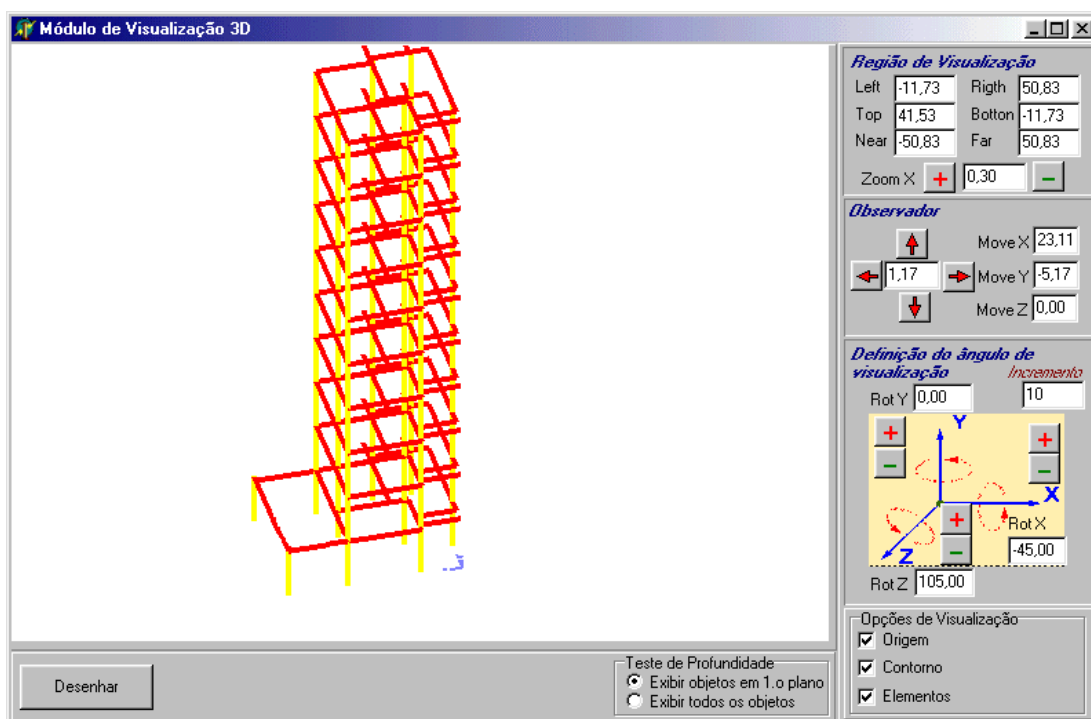 Módulo de Visualização 3D
Região de Visualização
Left -11,73 Rigth 50,83
Top 41,53 Botton -11,73
Near -50,83 Far 50,83
Zoom X + 0,30 −
Observador
Move X 23,11
1,17 Move Y -5,17
Move Z 0,00
Definição do ângulo de
visualização Incremento
Rot Y 0,00 10
Y
+ +
− −
X
+
Rot X
Z − -45,00
Rot Z 105,00
Opções de Visualização
Origem
Contorno
Elementos
Desenhar
Teste de Profundidade
Exibir objetos em 1.o plano
Exibir todos os objetos